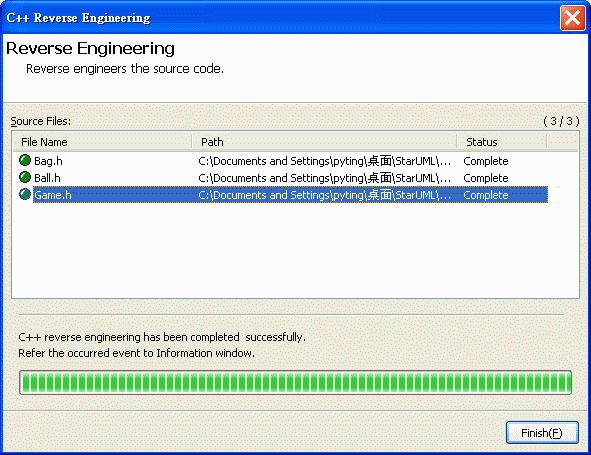 C++ Reverse Engineering
Reverse Engineering
Reverse engineers the source code.
Source Files: ( 3 / 3 )
File Name Path Status
Bag.h C:\Documents and Settings\pyting\桌面\StarUML\... Complete
Ball.h C:\Documents and Settings\pyting\桌面\StarUML\... Complete
Game.h C:\Documents and Settings\pyting\桌面\StarUML\... Complete
C++ reverse engineering has been completed successfully.
Refer the occurred event to Information window.
Finish(F)